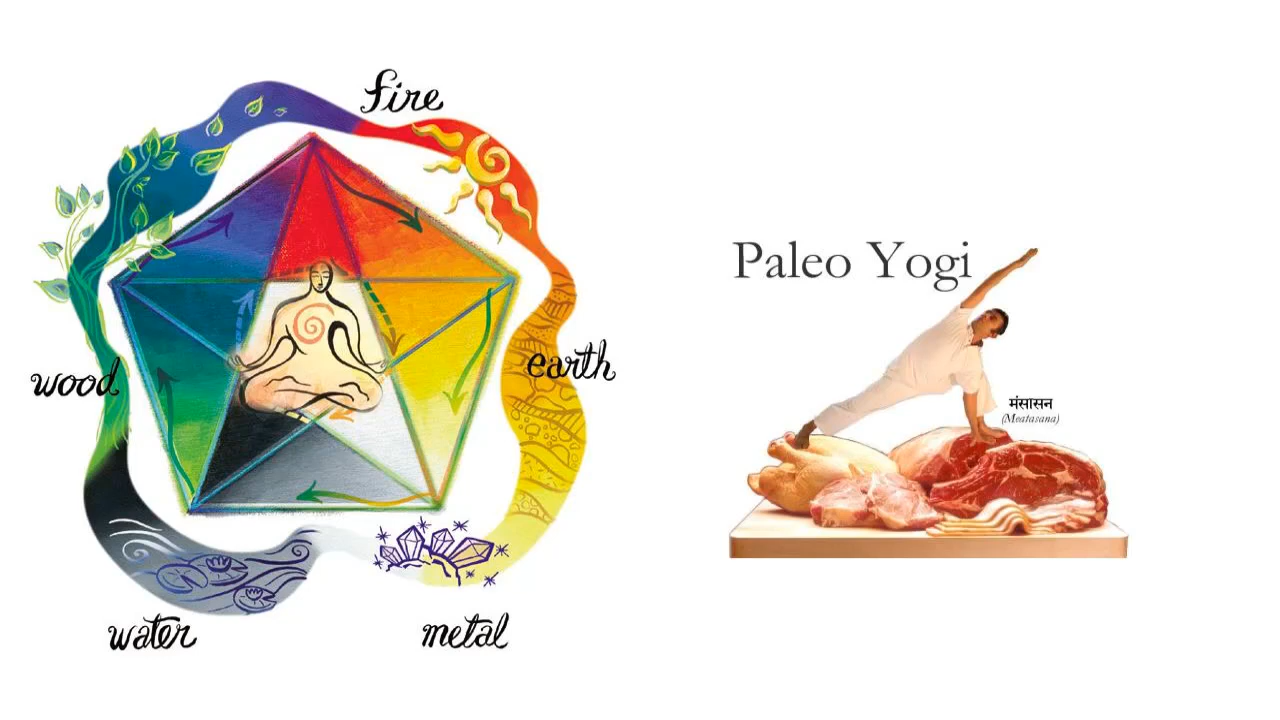 fire
earth
wood
water
metal
Paleo Yogi
मंसासन
(Meatasana)